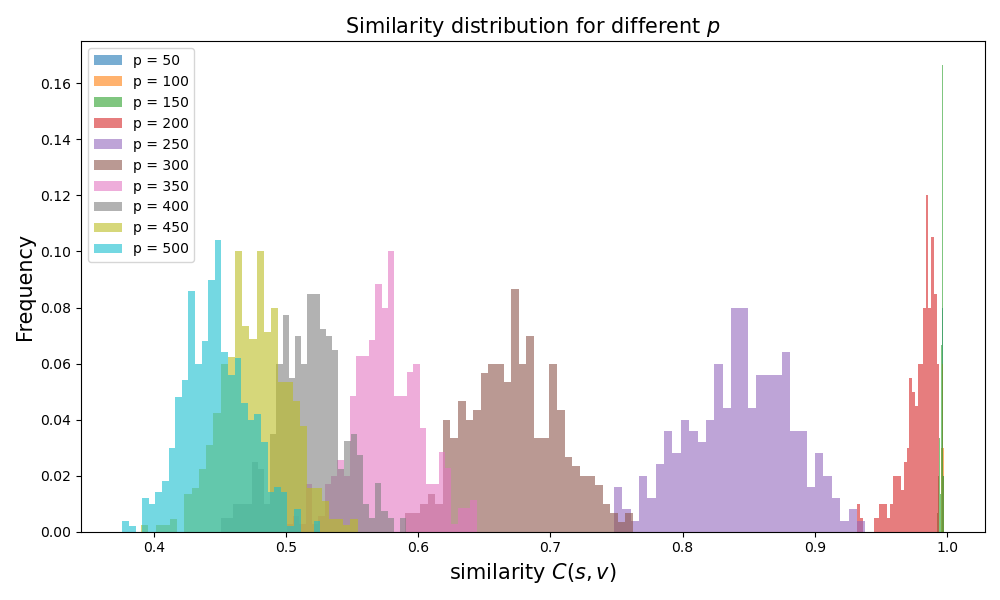 Similarity distribution for different p
Frequency
0.16
0.14
0.12
0.10
0.08
0.06
0.04
0.02
0.00
p = 50
p = 100
p = 150
p = 200
p = 250
p = 300
p = 350
p = 400
p = 450
p = 500
0.4 0.5 0.6 0.7 0.8 0.9 1.0
similarity C(s, v)